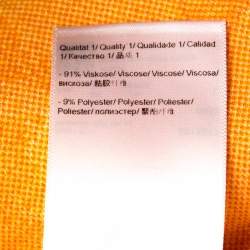 Qualität 1/ Quality 1/ Qualidade 1/ Calidad
1/ Качество 1/ 品质 1
- 91% Viskose/ Viscose/ Viscose/ Viscosa/
вискоза/ 粘胶纤维
- 9% Polyester/ Polyester/ Poliester/
Poliester/ полиэстер/ 聚酯纤维